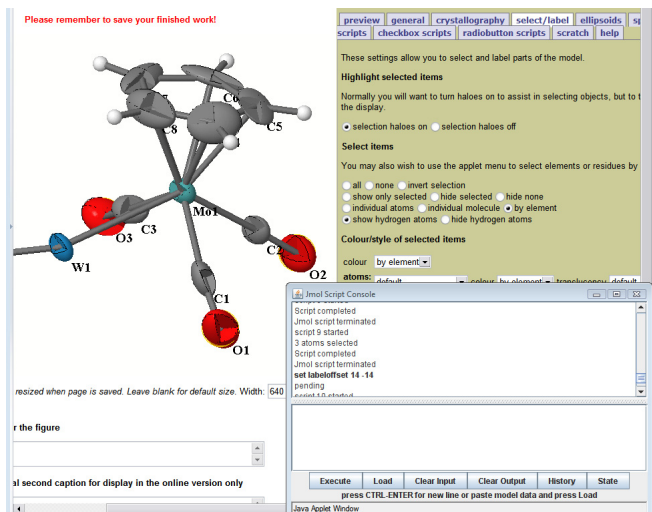 Please remember to save your finished work!
C6
C5
C7
C8
Mo1
C3
O3
W1
C2
O2
C1
O1
resized when page is saved. Leave blank for default size. Width: 640
r the figure
al second caption for display in the online version only
preview general crystallography select/label ellipsoids sp
scripts checkbox scripts radiobutton scripts scratch help
These settings allow you to select and label parts of the model.
Highlight selected items
Normally you will want to turn haloes on to assist in selecting objects, but to t
the display.
selection haloes on selection haloes off
Select items
You may also wish to use the applet menu to select elements or residues by
all none invert selection
show only selected hide selected hide none
individual atoms individual molecule by element
show hydrogen atoms hide hydrogen atoms
Colour/style of selected items
colour by element
atoms: default colour by element translucency default
Jmol Script Console
Script completed
Jmol script terminated
script 9 started
3 atoms selected
Script completed
Jmol script terminated
set labeloffset 14 -14
pending
script 10 started
Execute Load Clear Input Clear Output History State
press CTRL-ENTER for new line or paste model data and press Load
Java Applet Window